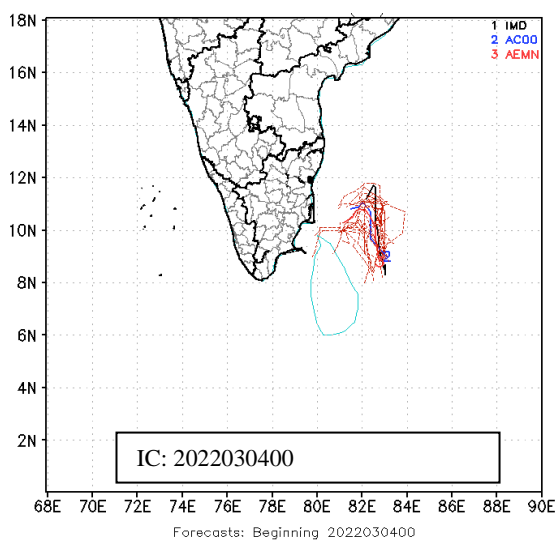 18N
1 IMD
2 AC00
3 AEMN
16N
14N
12N
10N
2
8N
6N
4N
2N
IC: 2022030400
68E 70E 72E 74E 76E 78E 80E 82E 84E 86E 88E 90E
Forecasts: Beginning 2022030400